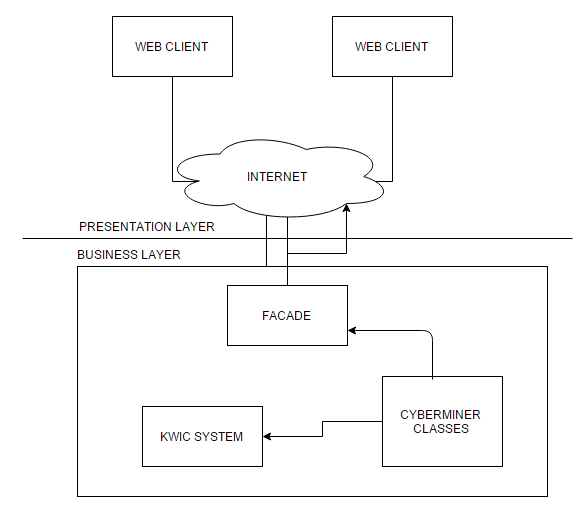 WEB CLIENT
WEB CLIENT
INTERNET
PRESENTATION LAYER
BUSINESS LAYER
FACADE
CYBERMINER
CLASSES
KWIC SYSTEM